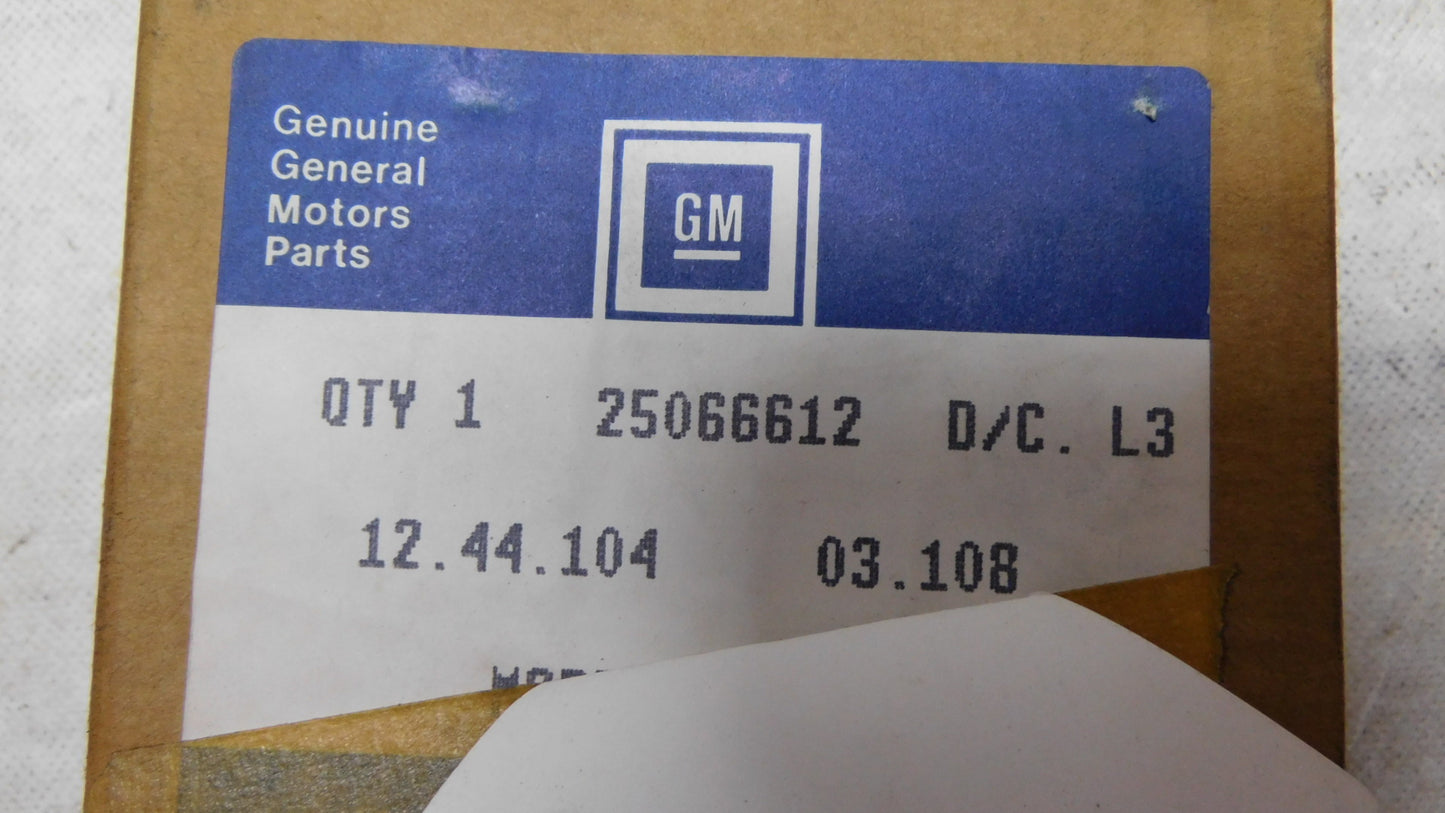 Genuine
General
Motors
Parts
GM
QTY 1 25066612 D/C. L3
12.44.104 03.108